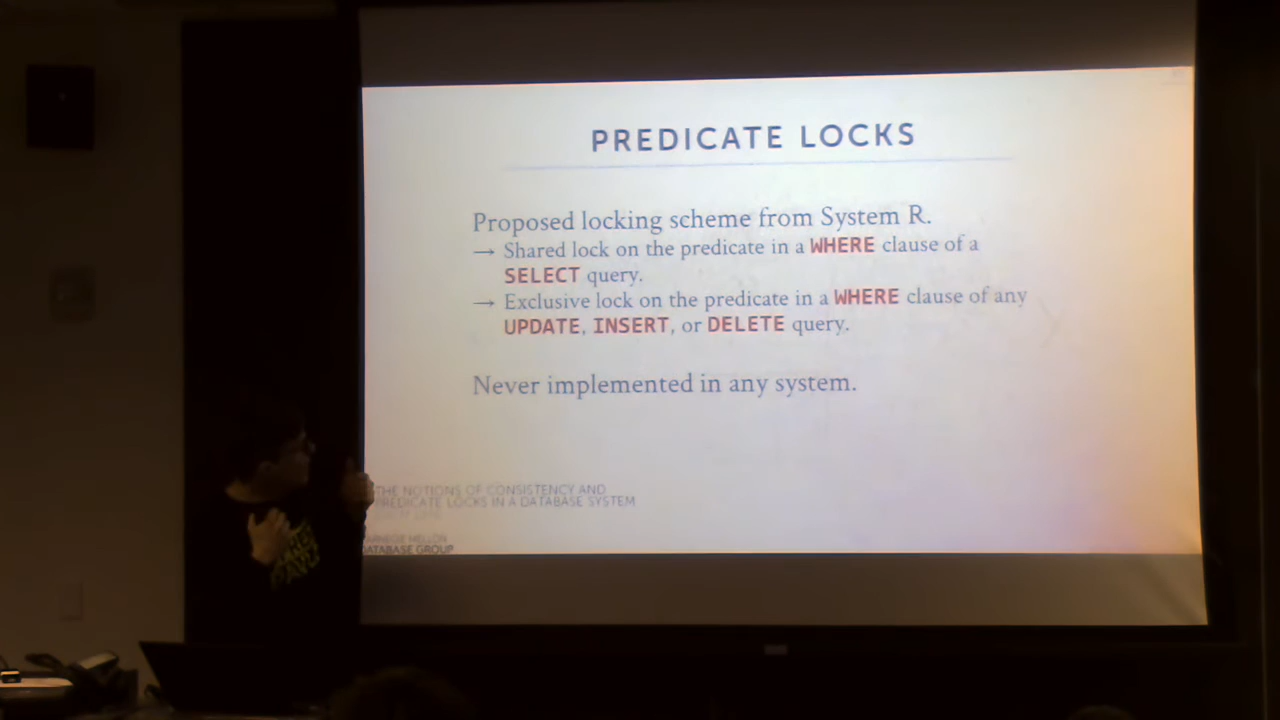 PREDICATE LOCKS
Proposed locking scheme from System R.
→ Shared lock on the predicate in a WHERE clause of a
SELECT query.
→ Exclusive lock on the predicate in a WHERE clause of any
UPDATE, INSERT, or DELETE query.
Never implemented in any system.
THE NOTIONS OF CONSISTENCY AND
PREDICATE LOCKS IN A DATABASE SYSTEM
CARNEGIE MELLON
DATABASE GROUP